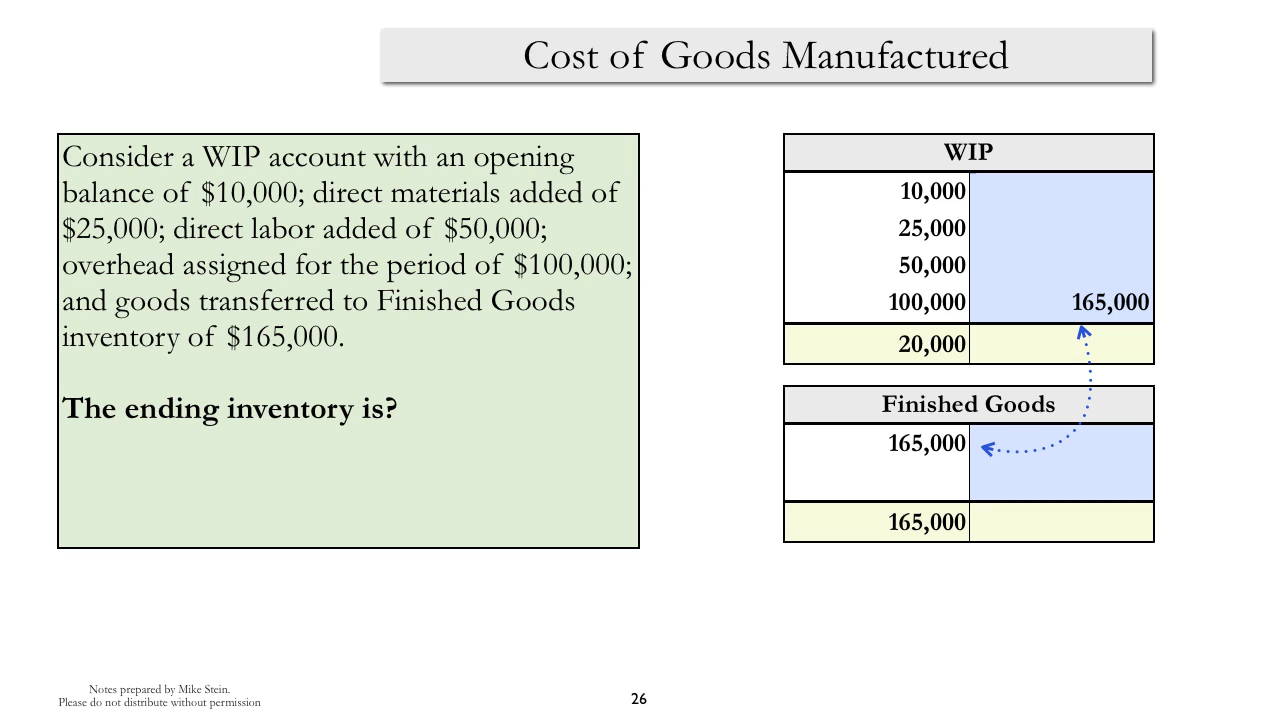 Cost of Goods Manufactured
Consider a WIP account with an opening
balance of $10,000; direct materials added of
$25,000; direct labor added of $50,000;
overhead assigned for the period of $100,000;
and goods transferred to Finished Goods
inventory of $165,000.
The ending inventory is?
WIP
10,000
25,000
50,000
100,000 165,000
20,000
Finished Goods
165,000
165,000
Notes prepared by Mike Stein.
Please do not distribute without permission
26